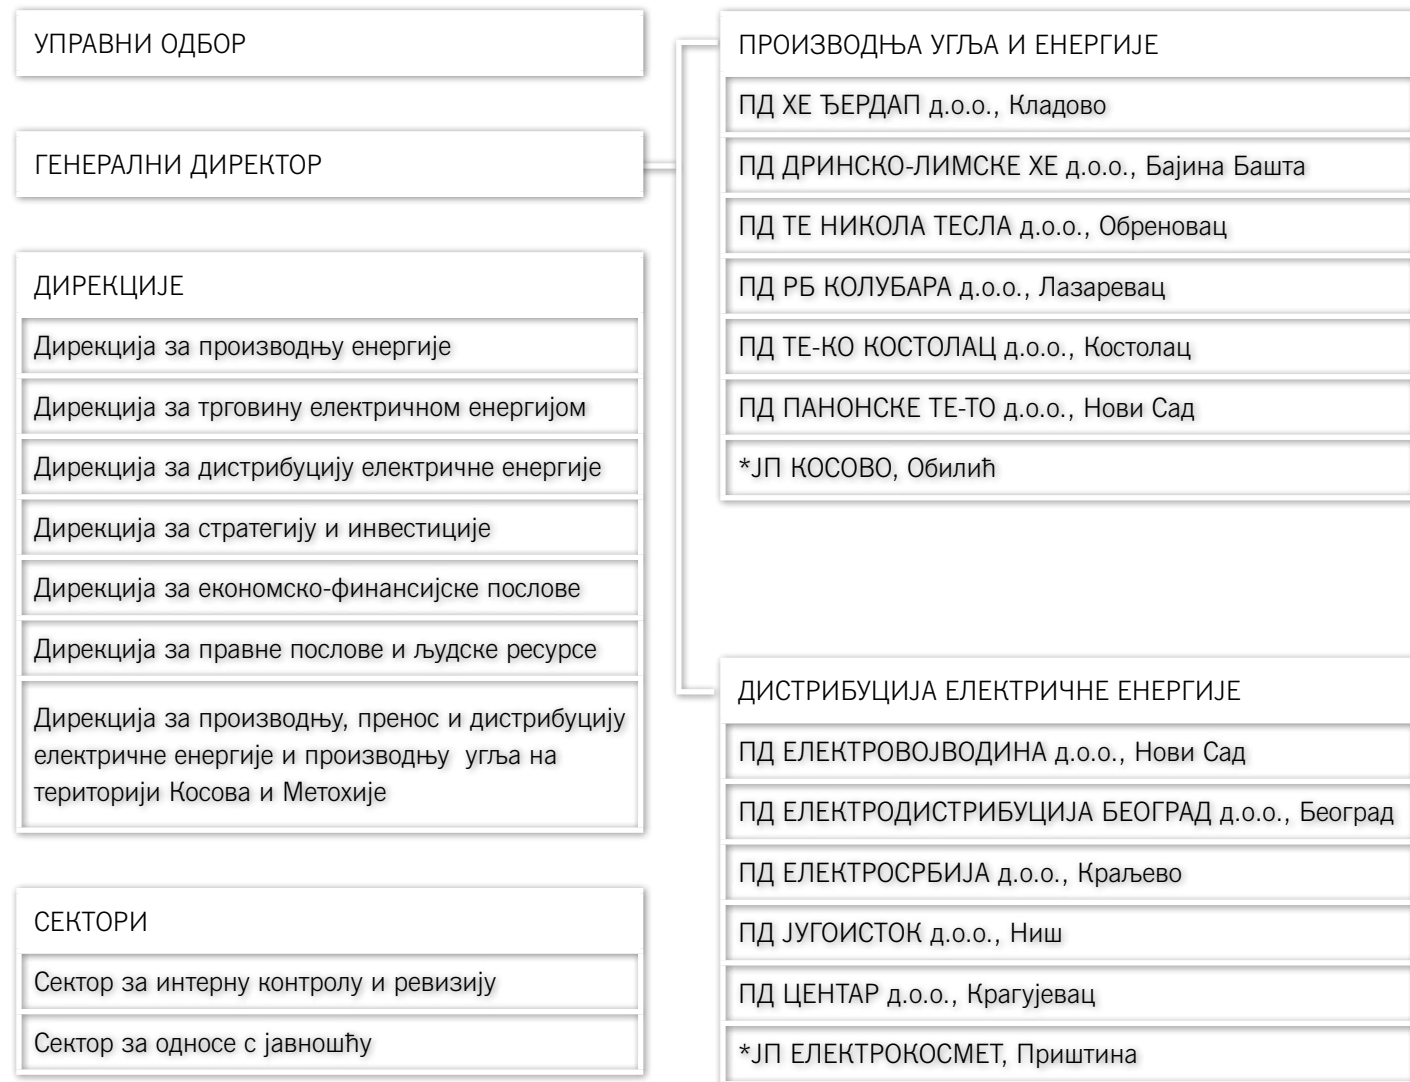 УПРАВНИ ОДБОР
ГЕНЕРАЛНИ ДИРЕКТОР
ДИРЕКЦИЈЕ
Дирекција за производњу енергије
Дирекција за трговину електричном енергијом
Дирекција за дистрибуцију електричне енергије
Дирекција за стратегију и инвестиције
Дирекција за економско-финансијске послове
Дирекција за правне послове и људске ресурсе
Дирекција за производњу, пренос и дистрибуцију
електричне енергије и производњу угља на
територији Косова и Метохије
СЕКТОРИ
Сектор за интерну контролу и ревизију
Сектор за односе с јавношћу
ПРОИЗВОДЊА УГЉА И ЕНЕРГИЈЕ
ПД ХЕ ЂЕРДАП д.о.о., Кладово
ПД ДРИНСКО-ЛИМСКЕ ХЕ д.о.о., Бајина Башта
ПД ТЕ НИКОЛА ТЕСЛА д.о.о., Обреновац
ПД РБ КОЛУБАРА д.о.о., Лазаревац
ПД ТЕ-КО КОСТОЛАЦ д.о.о., Костолац
ПД ПАНОНСКЕ ТЕ-ТО д.о.о., Нови Сад
*ЈП КОСОВО, Обилић
ДИСТРИБУЦИЈА ЕЛЕКТРИЧНЕ ЕНЕРГИЈЕ
ПД ЕЛЕКТРОВОЈВОДИНА д.о.о., Нови Сад
ПД ЕЛЕКТРОДИСТРИБУЦИЈА БЕОГРАД д.о.о., Београд
ПД ЕЛЕКТРОСРБИЈА д.о.о., Краљево
ПД ЈУГОИСТОК д.о.о., Ниш
ПД ЦЕНТАР д.о.о., Крагујевац
*ЈП ЕЛЕКТРОКОСМЕТ, Приштина